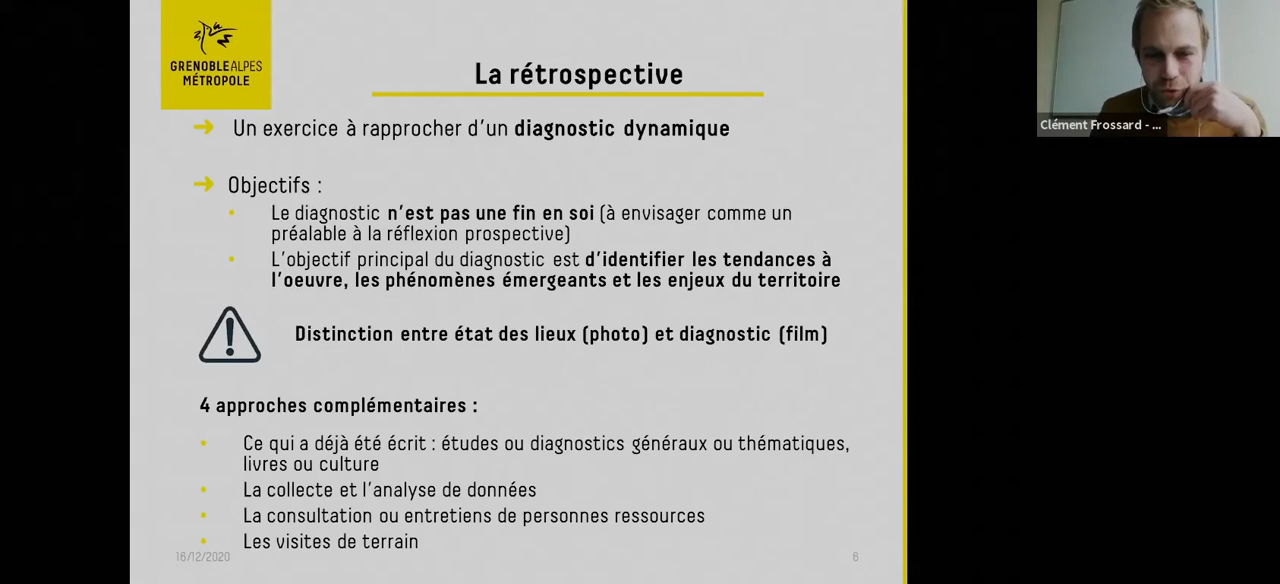 GRENOBLEALPES
MÉTROPOLE
La rétrospective
➜ Un exercice à rapprocher d'un diagnostic dynamique
➜ Objectifs :
• Le diagnostic n'est pas une fin en soi (à envisager comme un
préalable à la réflexion prospective)
• L'objectif principal du diagnostic est d'identifier les tendances à
l'oeuvre, les phénomènes émergeants et les enjeux du territoire
Distinction entre état des lieux (photo) et diagnostic (film)
4 approches complémentaires :
• Ce qui a déjà été écrit : études ou diagnostics généraux ou thématiques,
livres ou culture
• La collecte et l'analyse de données
• La consultation ou entretiens de personnes ressources
• Les visites de terrain
16/12/2020
6
Clément Frossard - ...